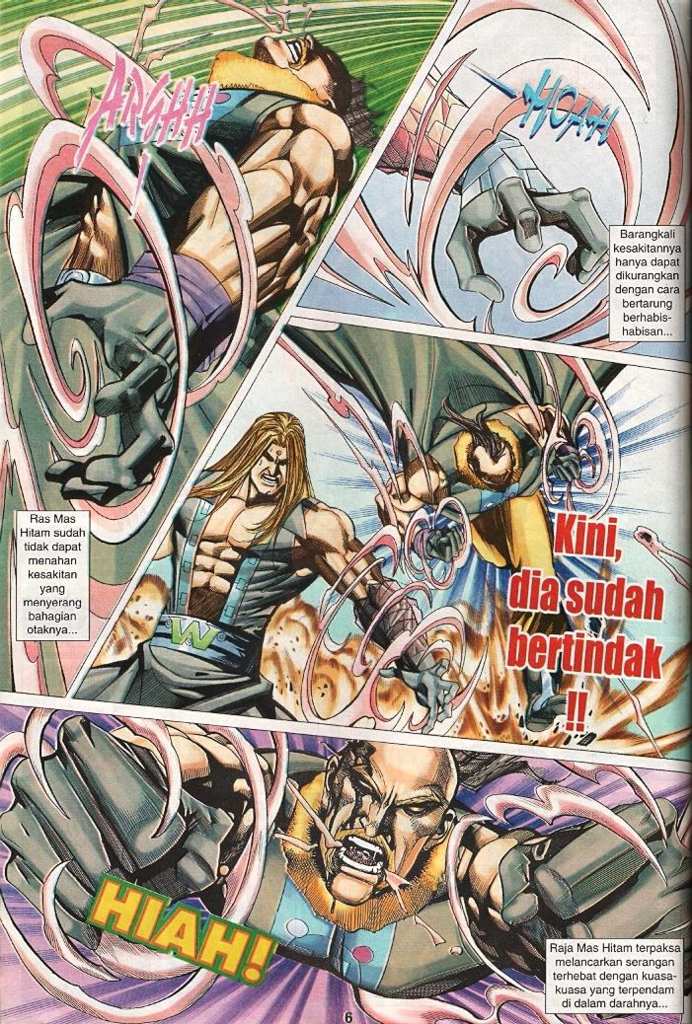 ARGHH
!
HOAHH
Barangkali
kesakitannya
hanya dapat
dikurangkan
dengan cara
bertarung
berhabis-
habisan...
Ras Mas
Hitam sudah
tidak dapat
menahan
kesakitan
yang
menyerang
bahagian
otaknya...
W
Kini,
dia sudah
bertindak
!!
HIAH!
Raja Mas Hitam terpaksa
melancarkan serangan
terhebat dengan kuasa-
kuasa yang terpendam
di dalam darahnya...
6